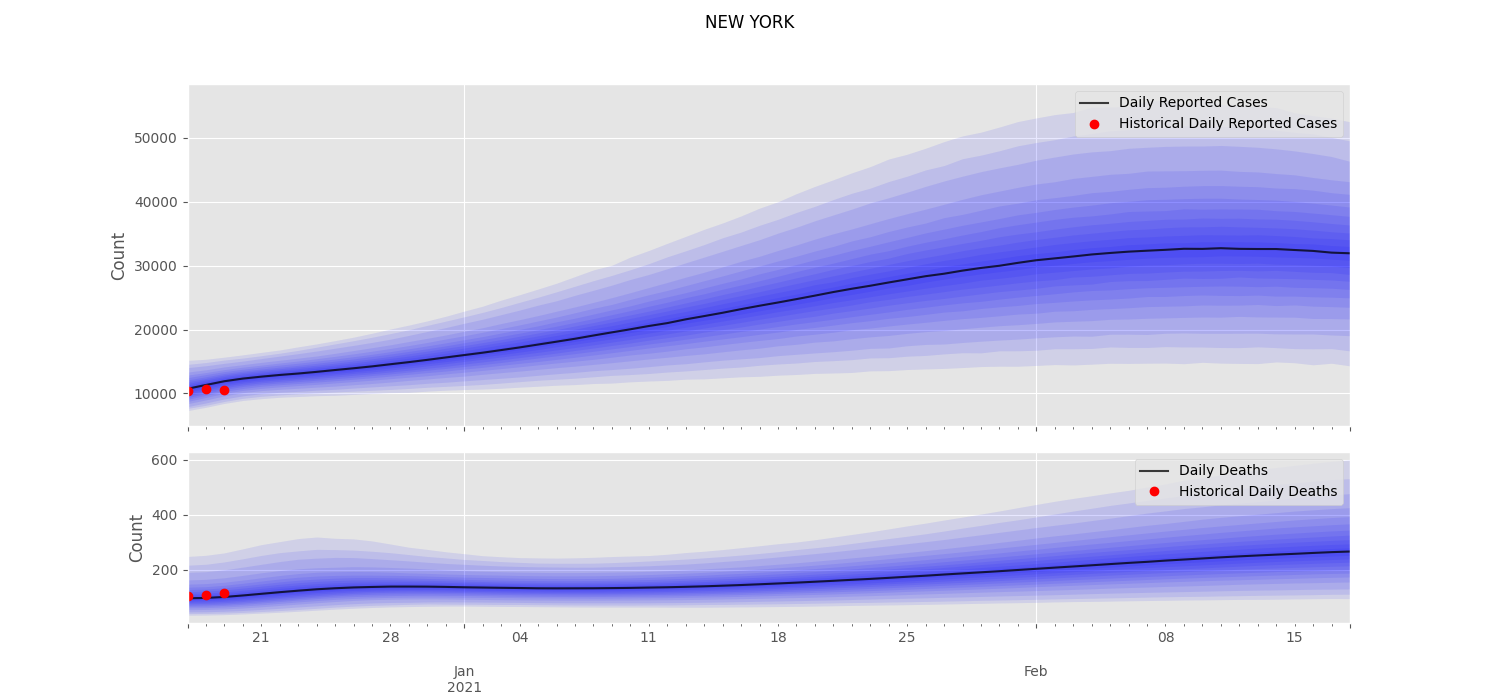 NEW YORK
Count
50000
40000
30000
20000
10000
Daily Reported Cases
Historical Daily Reported Cases
Count
600
400
200
Daily Deaths
Historical Daily Deaths
21 28 04 11 18 25 08 15
Jan Feb
2021